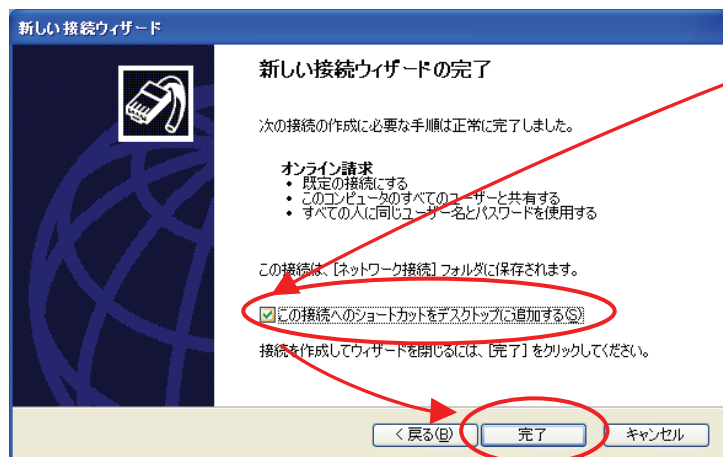 新しい接続ウィザード
新しい接続ウィザードの完了
次の接続の作成に必要な手順は正常に完了しました。
オンライン請求
• 既定の接続にする
• このコンピュータのすべてのユーザーと共有する
• すべての人に同じユーザー名とパスワードを使用する
この接続は、[ネットワーク接続] フォルダに保存されます。
この接続へのショートカットをデスクトップに追加する(S)
接続を作成してウィザードを閉じるには、[完了] をクリックしてください。
< 戻る(B) 完了 キャンセル